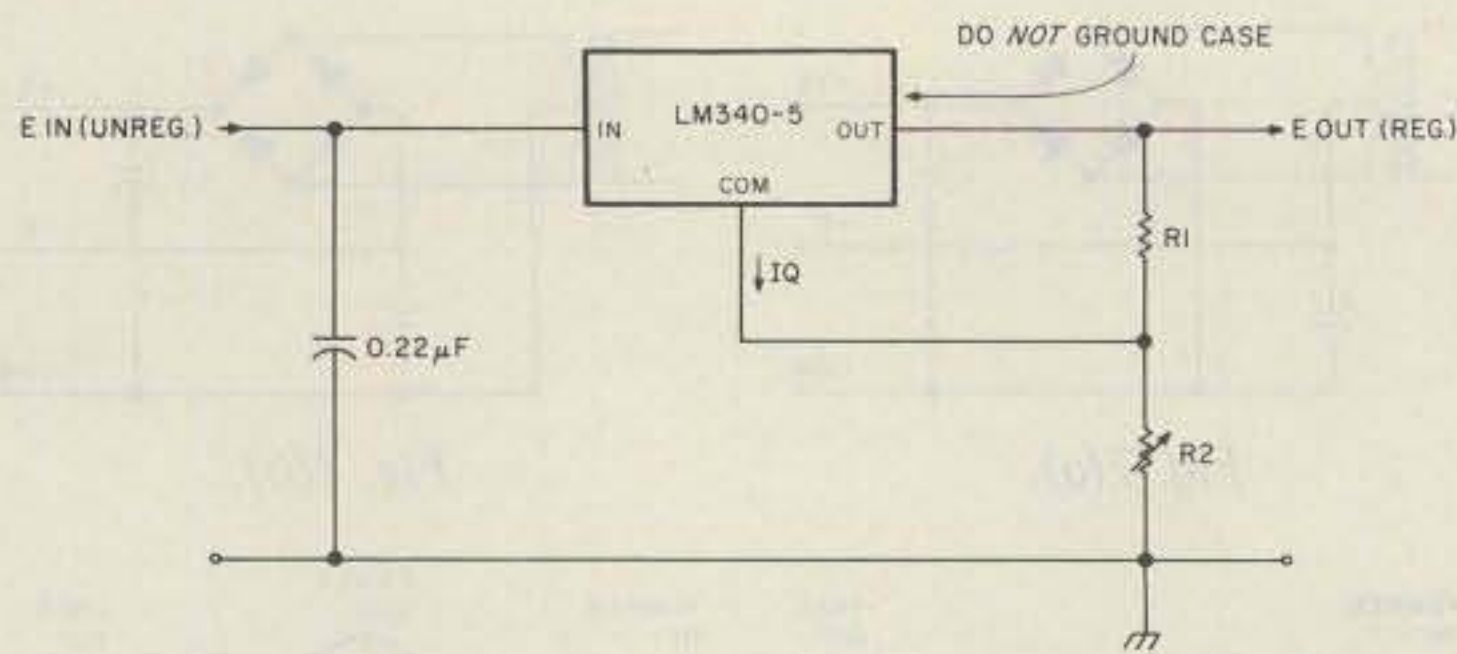 DO NOT GROUND CASE
E IN (UNREG.)
IN
LM340-5
OUT
E OUT (REG.)
COM
R1
IQ
0.22µF
R2